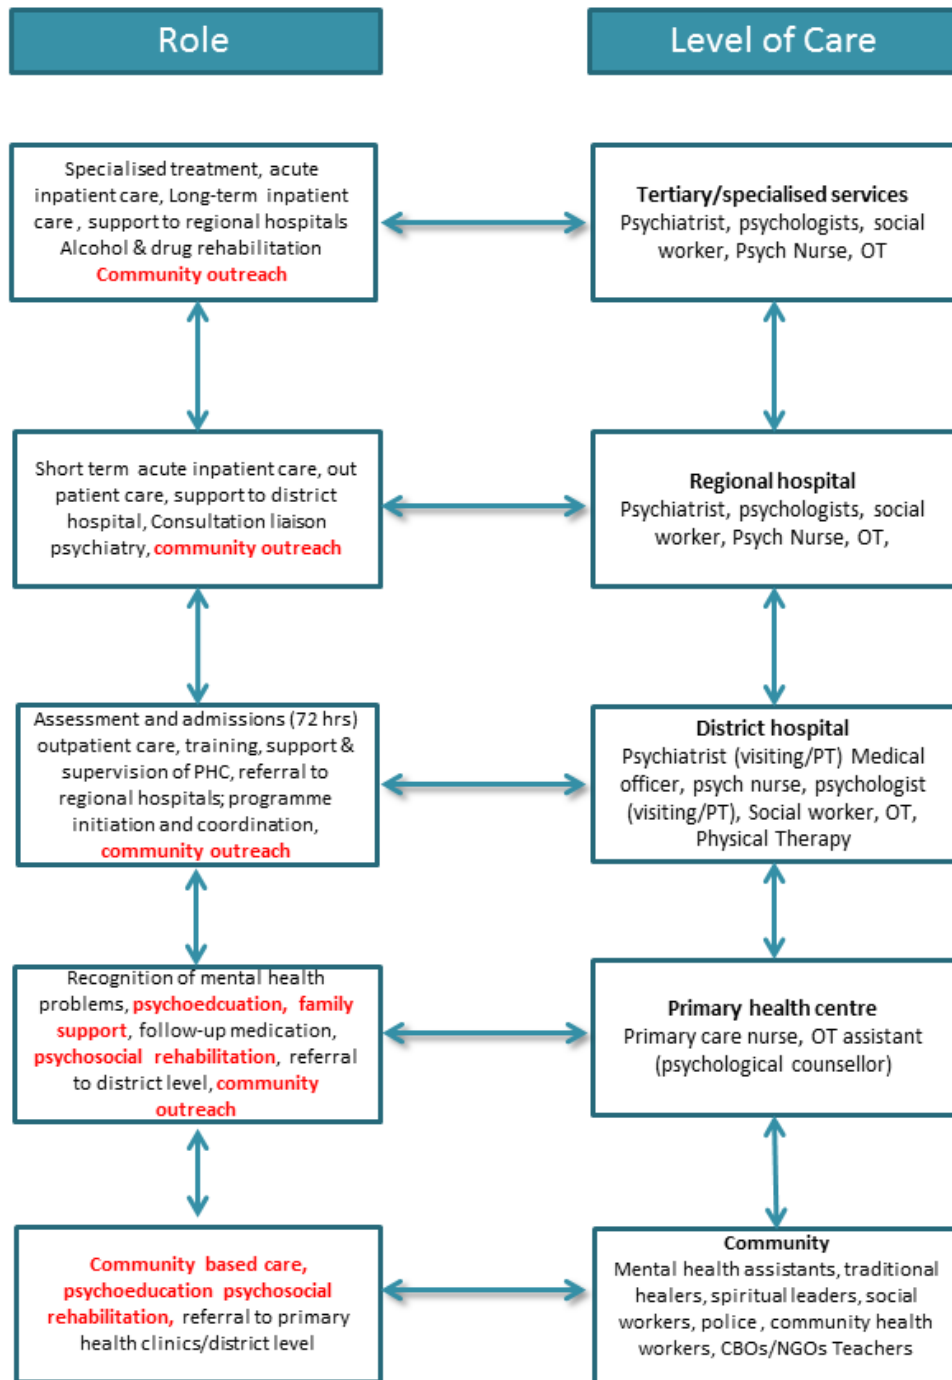 Role
Level of Care
Specialised treatment, acute
inpatient care, Long-term inpatient
care , support to regional hospitals
Alcohol & drug rehabilitation
Community outreach
Tertiary/specialised services
Psychiatrist, psychologists, social
worker, Psych Nurse, OT
Short term acute inpatient care, out
patient care, support to district
hospital, Consultation liaison
psychiatry, community outreach
Regional hospital
Psychiatrist, psychologists, social
worker, Psych Nurse, OT,
Assessment and admissions (72 hrs)
outpatient care, training, support &
supervision of PHC, referral to
regional hospitals; programme
initiation and coordination,
community outreach
District hospital
Psychiatrist (visiting/PT) Medical
officer, psych nurse, psychologist
(visiting/PT), Social worker, OT,
Physical Therapy
Recognition of mental health
problems, psychoedcuation, family
support, follow-up medication,
psychosocial rehabilitation, referral
to district level, community
outreach
Primary health centre
Primary care nurse, OT assistant
(psychological counsellor)
Community based care,
psychoeducation psychosocial
rehabilitation, referral to primary
health clinics/district level
Community
Mental health assistants, traditional
healers, spiritual leaders, social
workers, police , community health
workers, CBOs/NGOs Teachers